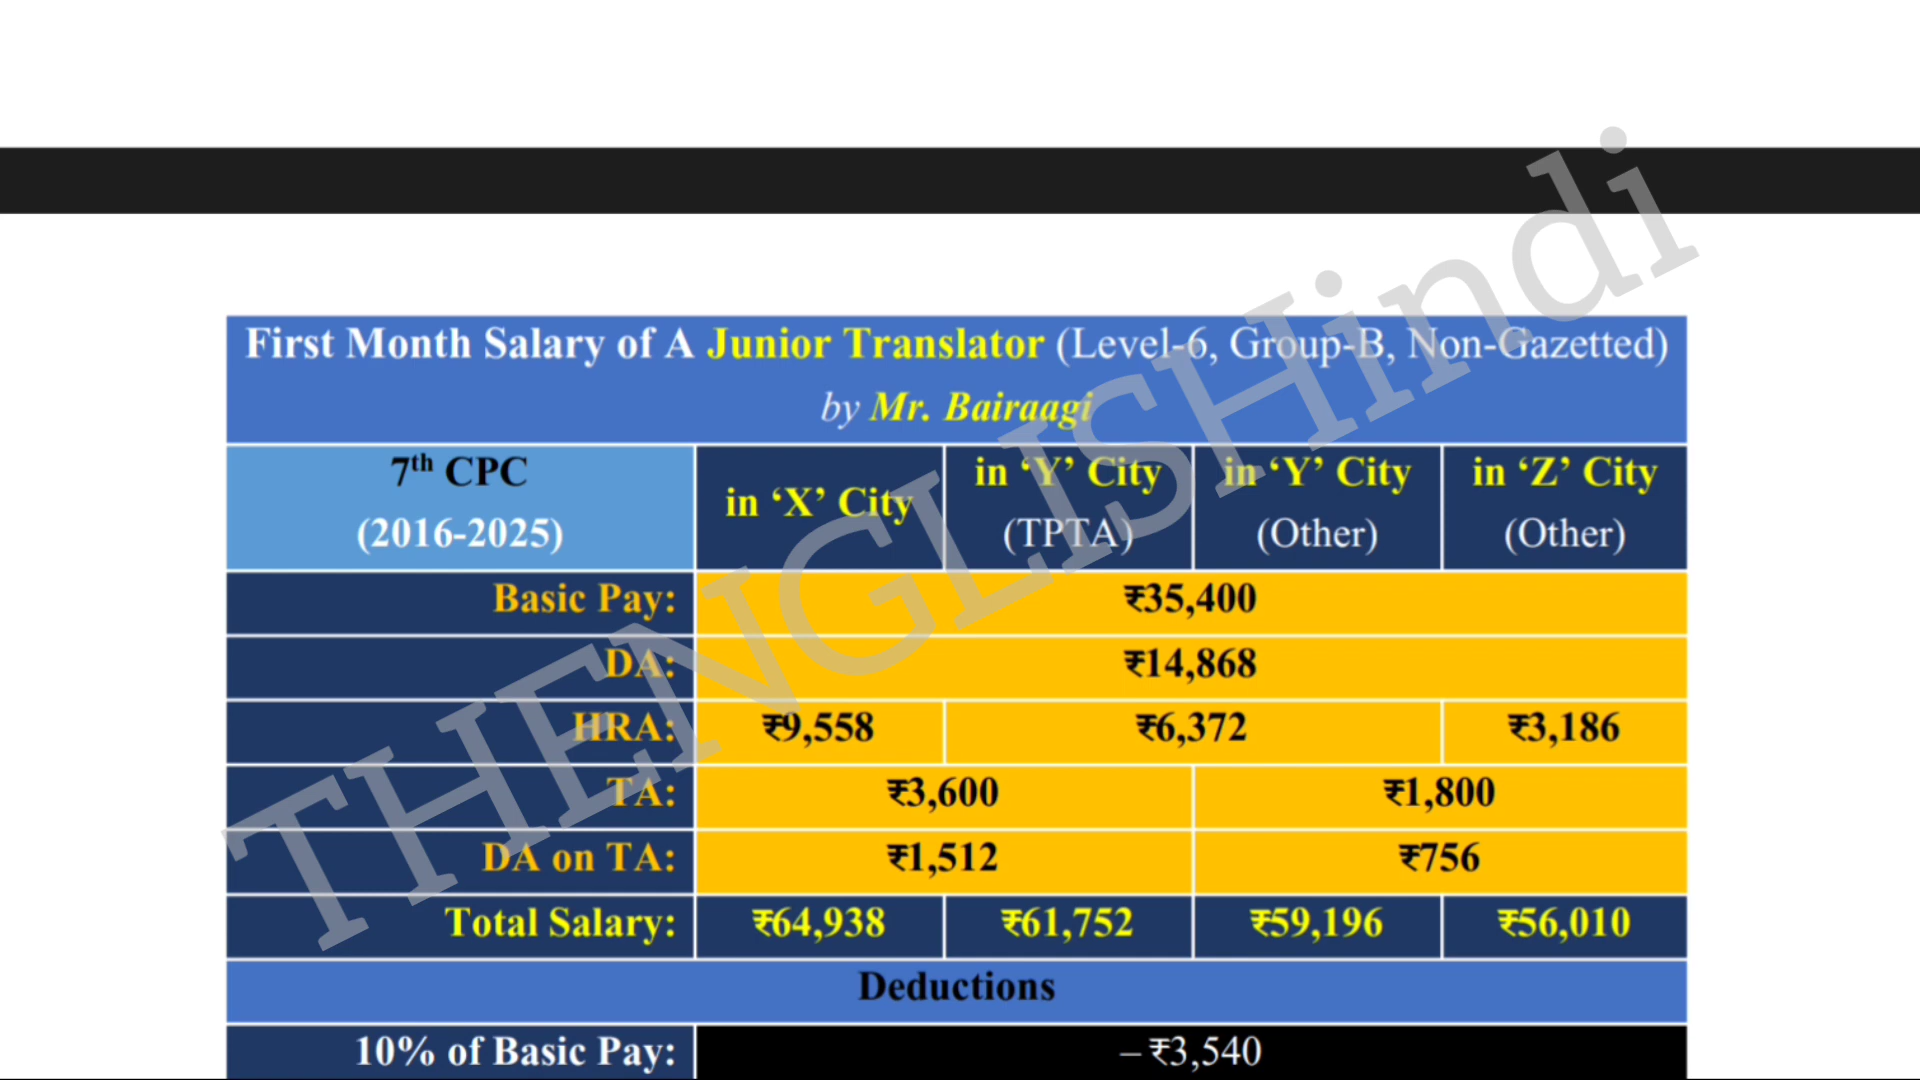 First Month Salary of A Junior Translator (Level-6, Group-B, Non-Gazetted)
by Mr. Bairaagi
7th CPC
(2016-2025)
in ‘X’ City
in ‘Y’ City
(TPTA)
in ‘Y’ City
(Other)
in ‘Z’ City
(Other)
Basic Pay: ₹35,400
DA: ₹14,868
HRA: ₹9,558 ₹6,372 ₹3,186
TA: ₹3,600 ₹1,800
DA on TA: ₹1,512 ₹756
Total Salary: ₹64,938 ₹61,752 ₹59,196 ₹56,010
Deductions
10% of Basic Pay: – ₹3,540
THENGLISHindi